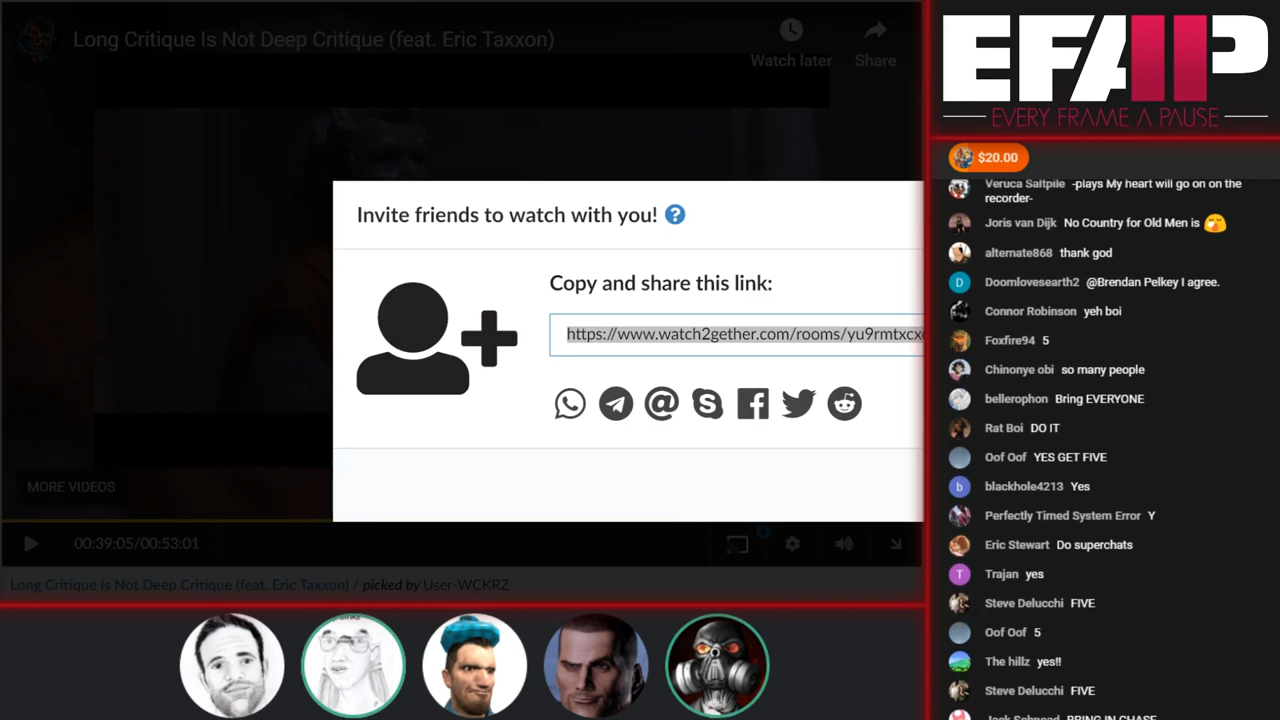 Long Critique Is Not Deep Critique (feat. Eric Taxxon)
Watch later
Share
Invite friends to watch with you! ?
Copy and share this link:
https://www.watch2gether.com/rooms/yu9rmtxcx
MORE VIDEOS
00:39:05/00:53:01
Long Critique Is Not Deep Critique (feat. Eric Taxxon) / picked by User-WCKRZ
EFAP
EVERY FRAME A PAUSE
$20.00
Veruca Saltpile -plays My heart will go on on the
recorder-
Joris van Dijk No Country for Old Men is
alternate868 thank god
D Doomlovesearth2 @Brendan Pelkey I agree.
Connor Robinson yeh boi
Foxfire94 5
Chinonye obi so many people
bellerophon Bring EVERYONE
Rat Boi DO IT
Oof Oof YES GET FIVE
b blackhole4213 Yes
Perfectly Timed System Error Y
Eric Stewart Do superchats
T Trajan yes
Steve Delucchi FIVE
Oof Oof 5
The hillz yes!!
Steve Delucchi FIVE
Jack Schnead BRING IN CHASE